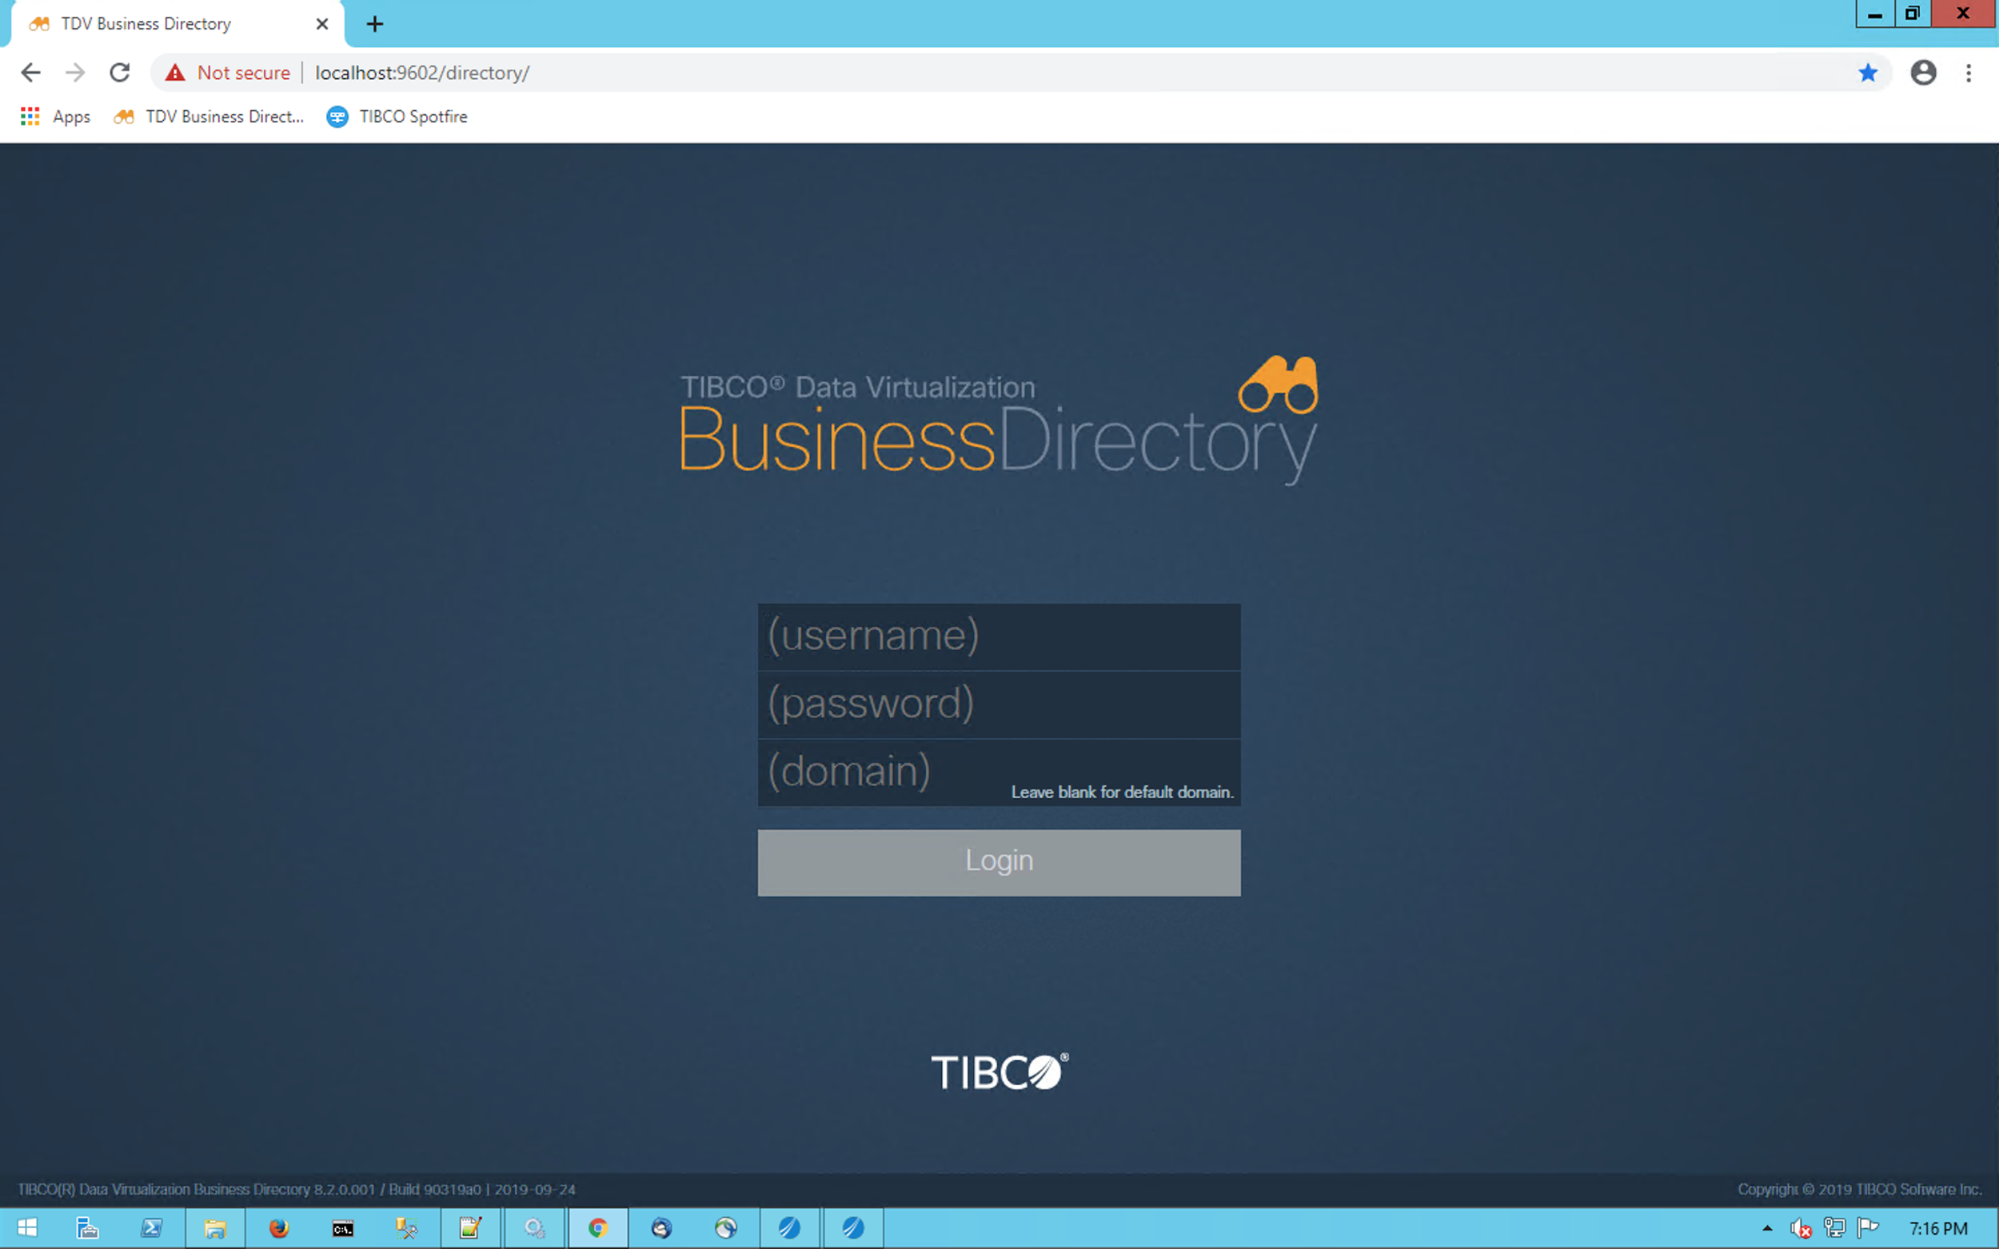 TDV Business Directory
Not secure
localhost:9602/directory/
Apps
TDV Business Direct...
TIBCO Spotfire
TIBCO® Data Virtualization
BusinessDirectory
(username)
(password)
(domain)
Leave blank for default domain.
Login
TIBCO®
TIBCO(R) Data Virtualization Business Directory 8.2.0.001 / Build 90319a0 | 2019-09-24
Copyright © 2019 TIBCO Software Inc.
C:\.
7:16 PM